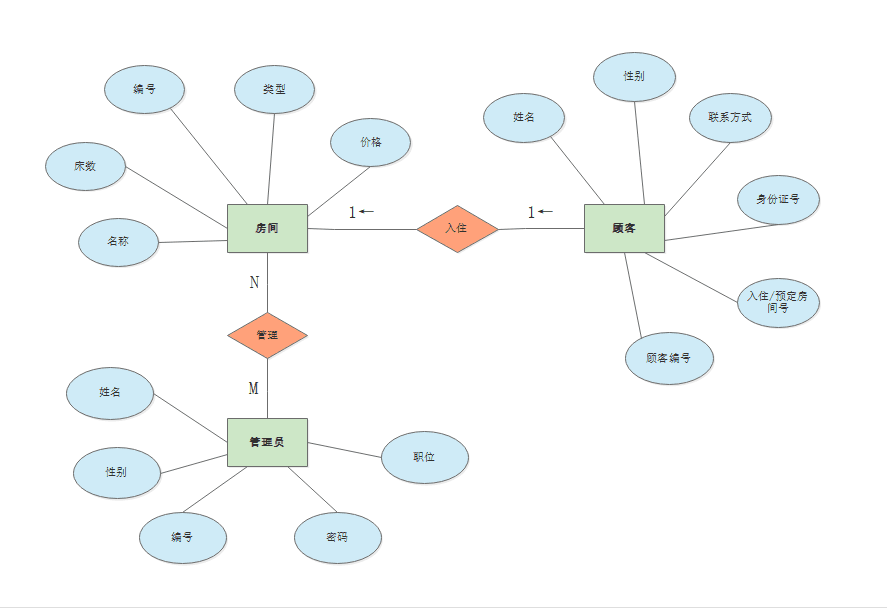 性别
编号
类型
姓名
联系方式
价格
床数
身份证号
1←
1←
房间
入住
顾客
名称
N
入住/预定房
间号
管理
顾客编号
M
姓名
管理员
职位
性别
编号
密码